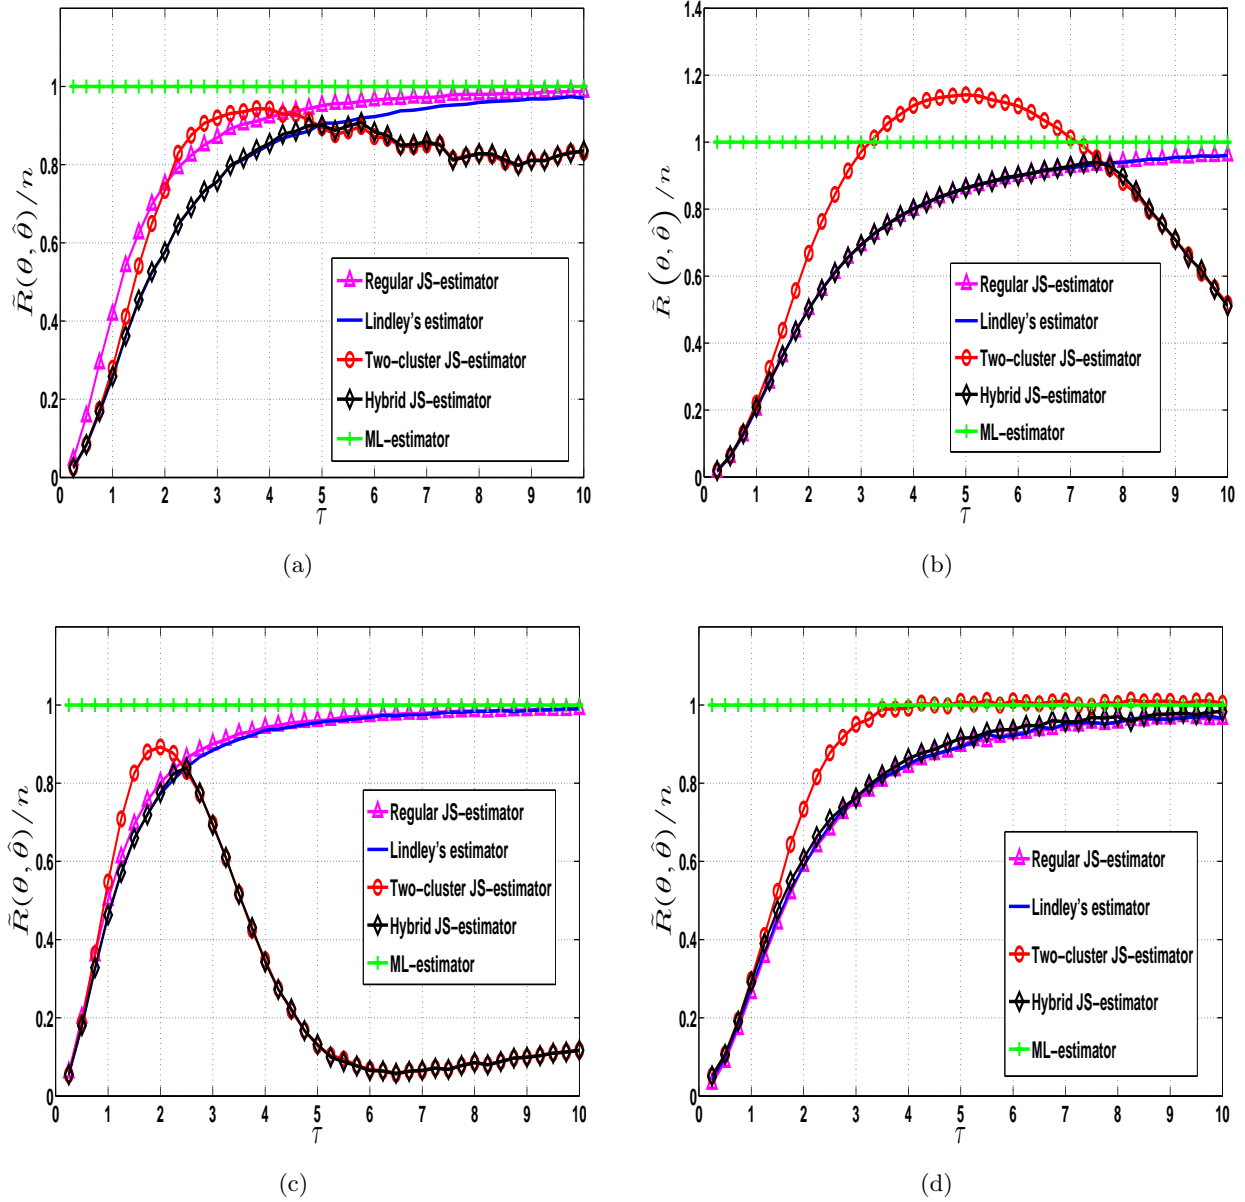 R̃(θ, θ̂)/n
1
0.8
0.6
0.4
0.2
0
0 1 2 3 4 5 6 7 8 9 10
τ
Regular JS-estimator
Lindley's estimator
Two-cluster JS-estimator
Hybrid JS-estimator
ML-estimator
(a)
R̃ (θ, θ̂) /n
1.4
1.2
1
0.8
0.6
0.4
0.2
0
0 1 2 3 4 5 6 7 8 9 10
τ
Regular JS-estimator
Lindley's estimator
Two-cluster JS-estimator
Hybrid JS-estimator
ML-estimator
(b)
R̃(θ, θ̂)/n
1
0.8
0.6
0.4
0.2
0
0 1 2 3 4 5 6 7 8 9 10
τ
Regular JS-estimator
Lindley's estimator
Two-cluster JS-estimator
Hybrid JS-estimator
ML-estimator
(c)
R̃(θ, θ̂)/n
1
0.8
0.6
0.4
0.2
0
0 1 2 3 4 5 6 7 8 9 10
τ
Regular JS-estimator
Lindley's estimator
Two-cluster JS-estimator
Hybrid JS-estimator
ML-estimator
(d)